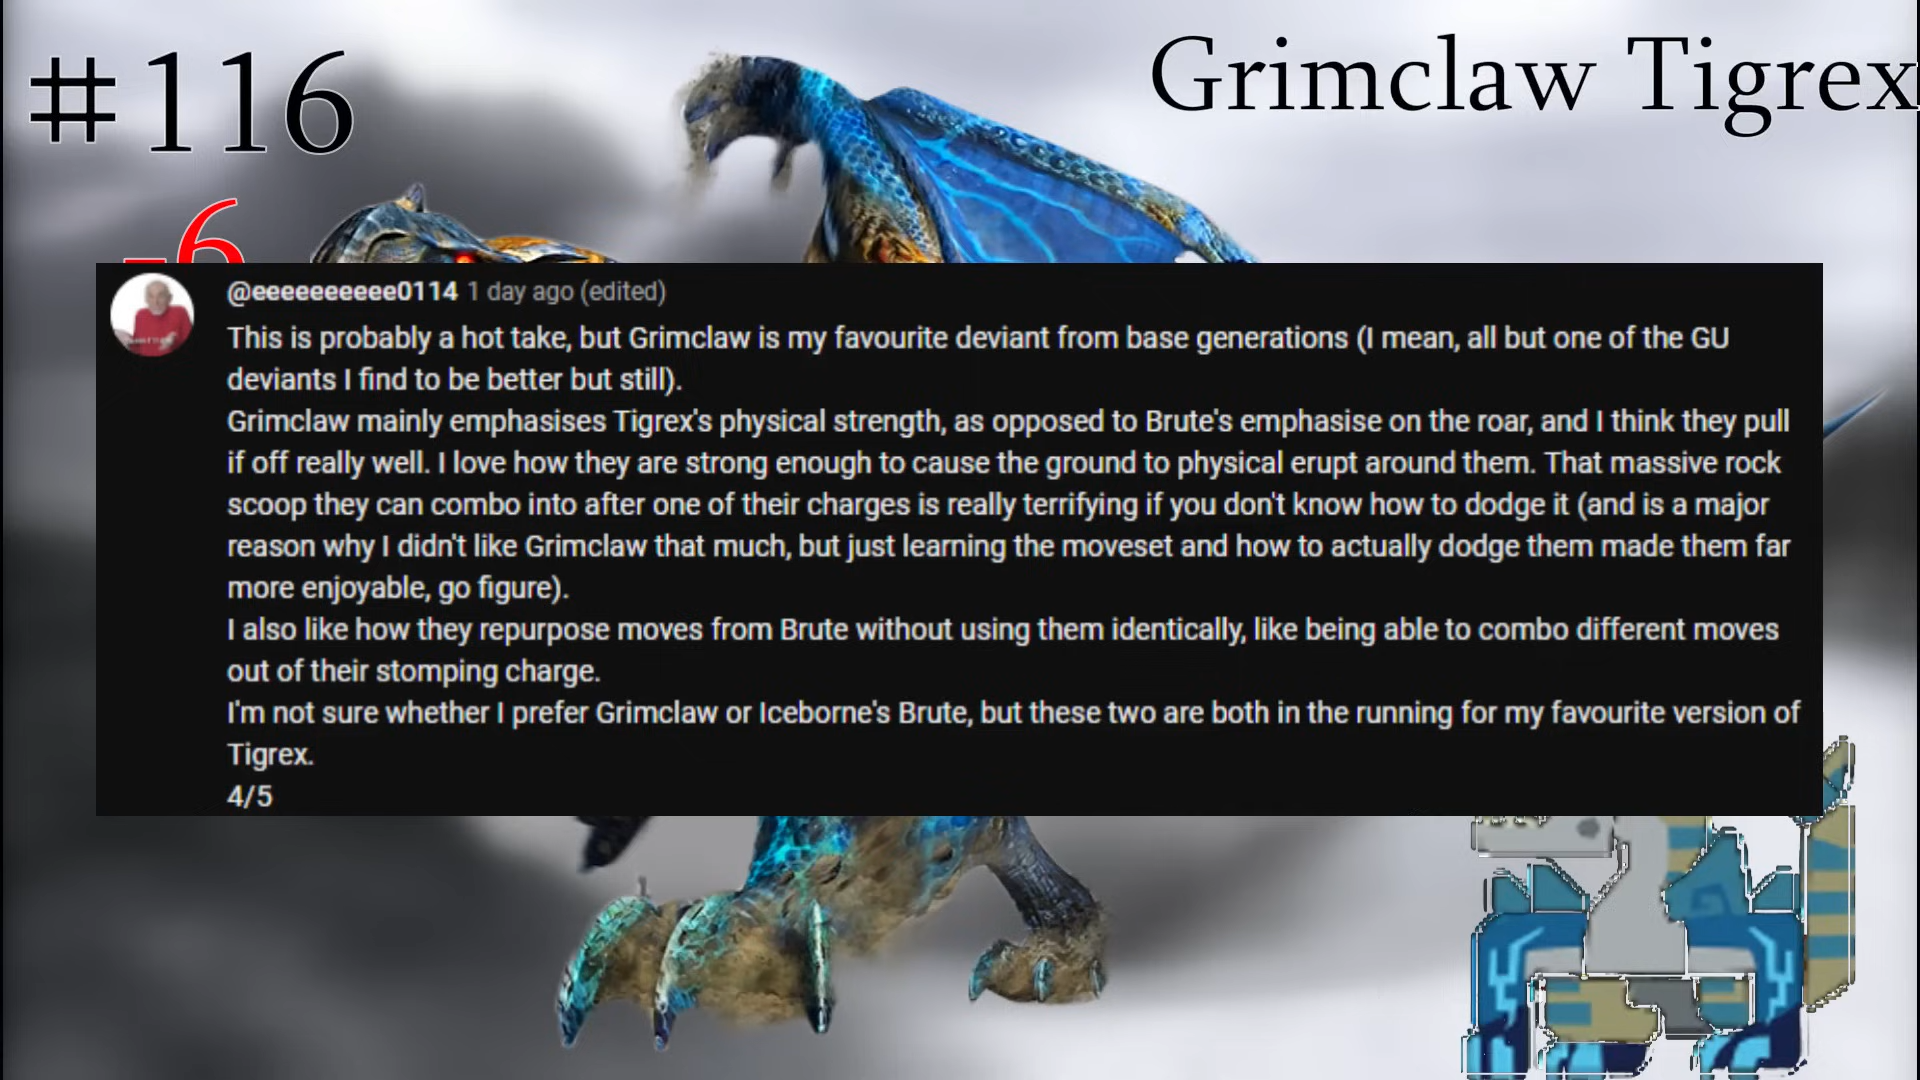 #116
Grimclaw Tigrex
-6
@eeeeeeeeee0114 1 day ago (edited)
This is probably a hot take, but Grimclaw is my favourite deviant from base generations (I mean, all but one of the GU
deviants I find to be better but still).
Grimclaw mainly emphasises Tigrex's physical strength, as opposed to Brute's emphasise on the roar, and I think they pull
if off really well. I love how they are strong enough to cause the ground to physical erupt around them. That massive rock
scoop they can combo into after one of their charges is really terrifying if you don't know how to dodge it (and is a major
reason why I didn't like Grimclaw that much, but just learning the moveset and how to actually dodge them made them far
more enjoyable, go figure).
I also like how they repurpose moves from Brute without using them identically, like being able to combo different moves
out of their stomping charge.
I'm not sure whether I prefer Grimclaw or Iceborne's Brute, but these two are both in the running for my favourite version of
Tigrex.
4/5